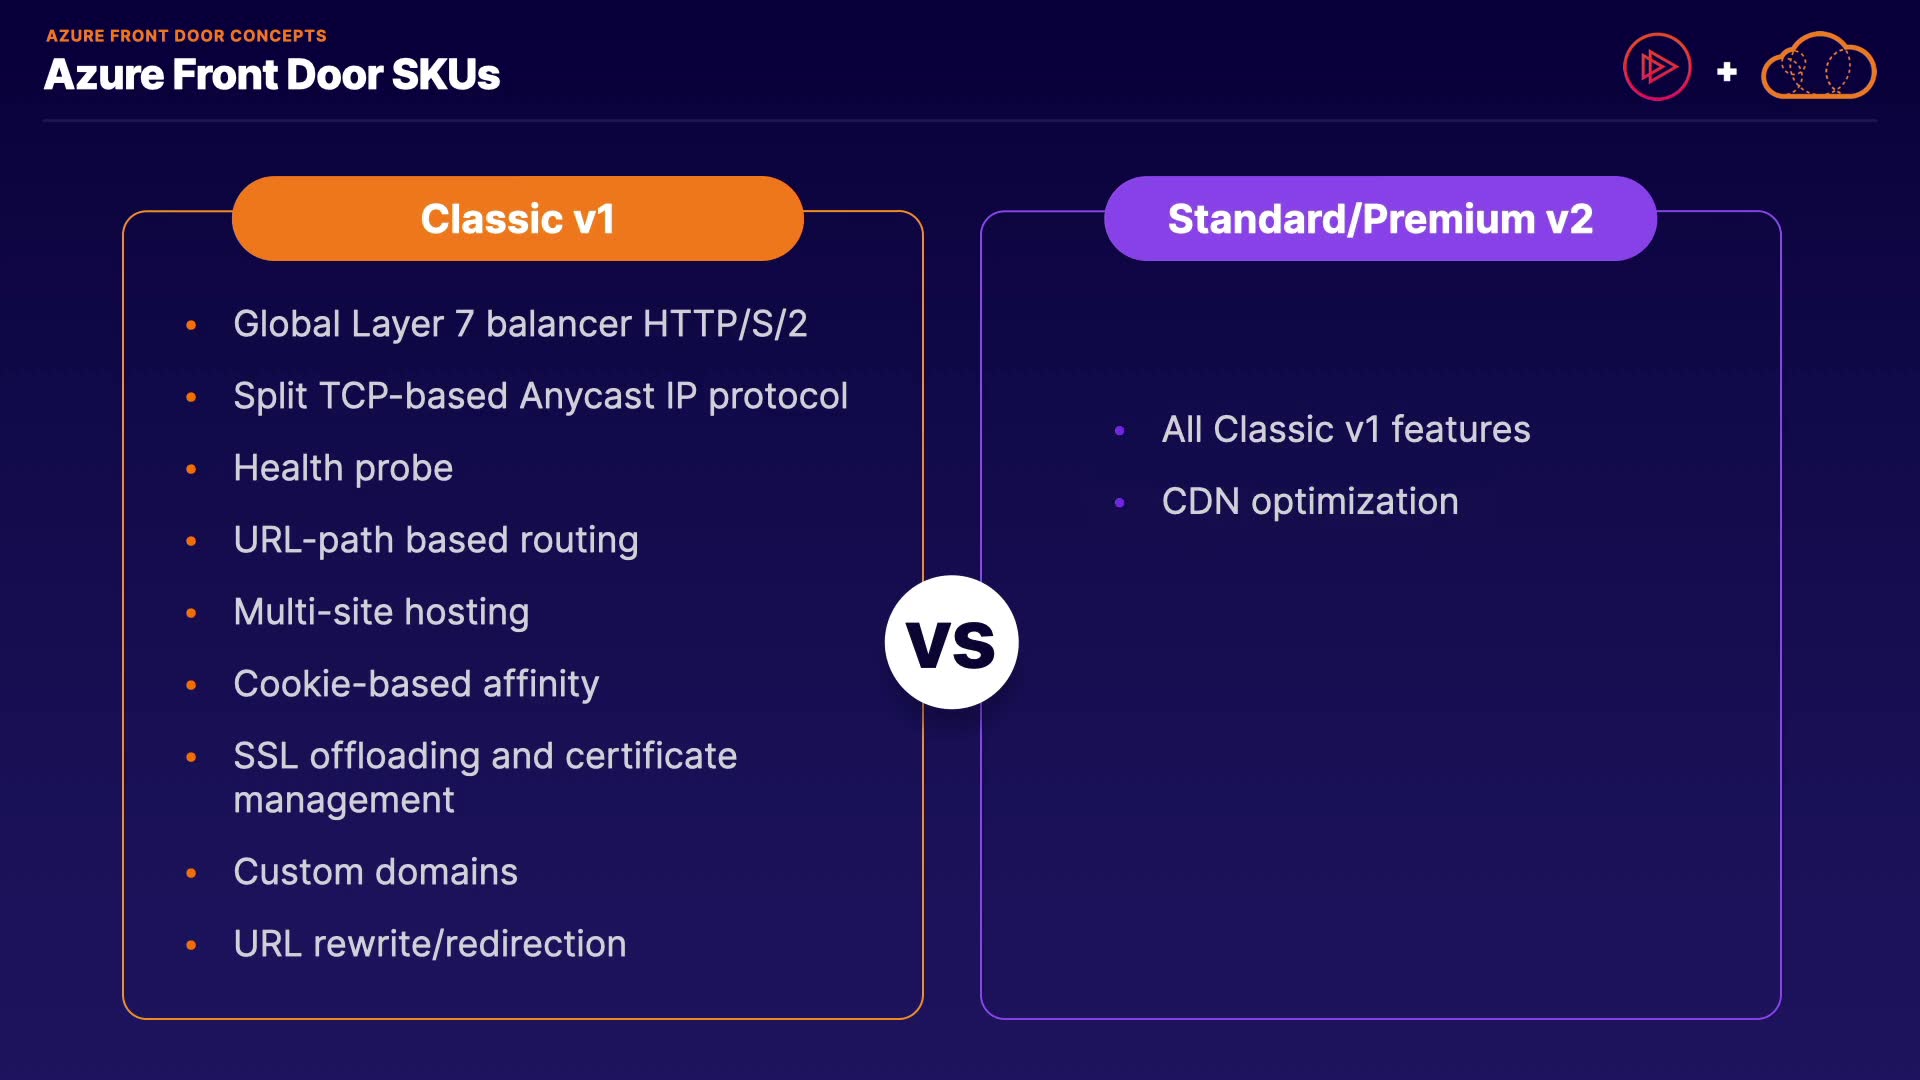 AZURE FRONT DOOR CONCEPTS
Azure Front Door SKUs
+
Classic v1
• Global Layer 7 balancer HTTP/S/2
• Split TCP-based Anycast IP protocol
• Health probe
• URL-path based routing
• Multi-site hosting
• Cookie-based affinity
• SSL offloading and certificate
management
• Custom domains
• URL rewrite/redirection
VS
Standard/Premium v2
• All Classic v1 features
• CDN optimization